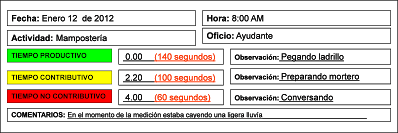 Fecha: Enero 12 de 2012
Hora: 8:00 AM
Actividad: Mampostería
Oficio: Ayudante
TIEMPO PRODUCTIVO 0.00 (140 segundos) Observación: Pegando ladrillo
TIEMPO CONTRIBUTIVO 2.20 (100 segundos) Observación: Preparando mortero
TIEMPO NO CONTRIBUTIVO 4.00 (60 segundos) Observación: Conversando
COMENTARIOS: En el momento de la medición estaba cayendo una ligera lluvía